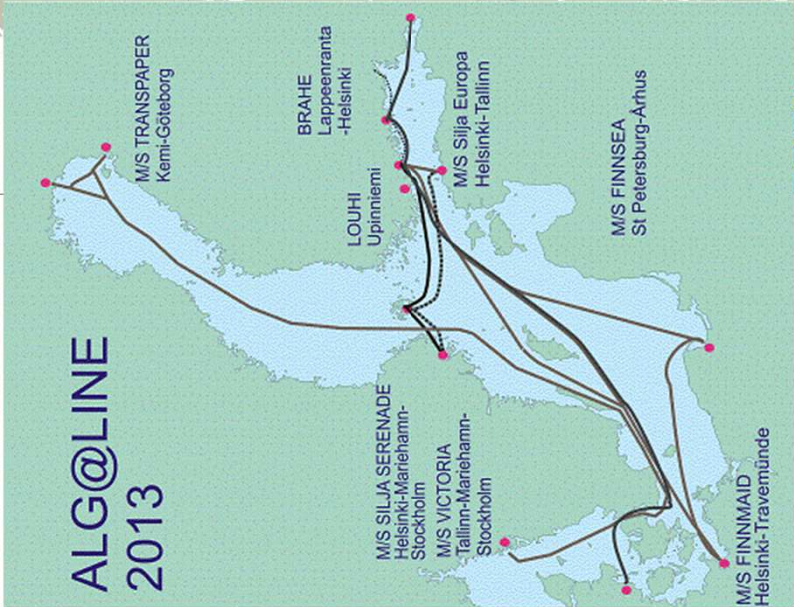 ALG@LINE
2013
M/S TRANSPAPER
Kemi-Göteborg
BRAHE
Lappeenranta
-Helsinki
LOUHI
Upinniemi
M/S Silja Europa
Helsinki-Tallinn
M/S FINNSEA
St Petersburg-Århus
M/S SILJA SERENADE
Helsinki-Mariehamn-
Stockholm
M/S VICTORIA
Tallinn-Mariehamn-
Stockholm
M/S FINNMAID
Helsinki-Travemünde